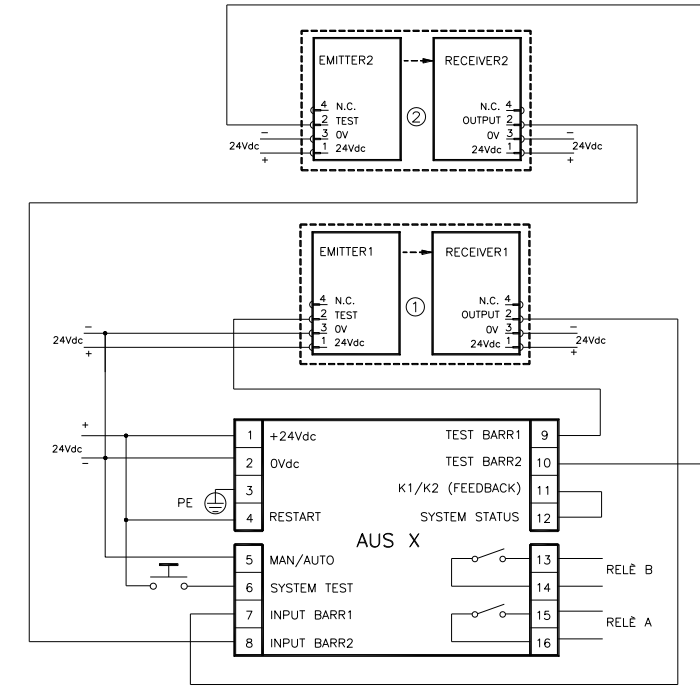 EMITTER2 RECEIVER2
4 N.C. N.C. 4
2 TEST ② OUTPUT 2
− 3 0V 0V 3 −
24Vdc 1 24Vdc 24Vdc 1 24Vdc
+ +
EMITTER1 RECEIVER1
4 N.C. N.C. 4
2 TEST ① OUTPUT 2
− 3 0V 0V 3 −
24Vdc 1 24Vdc 24Vdc 1 24Vdc
+ +
+ 1 +24Vdc TEST BARR1 9
24Vdc
− 2 0Vdc TEST BARR2 10
PE 3 K1/K2 (FEEDBACK) 11
4 RESTART SYSTEM STATUS 12
AUS X
5 MAN/AUTO 13
RELÈ B
6 SYSTEM TEST 14
7 INPUT BARR1 15
RELÈ A
8 INPUT BARR2 16